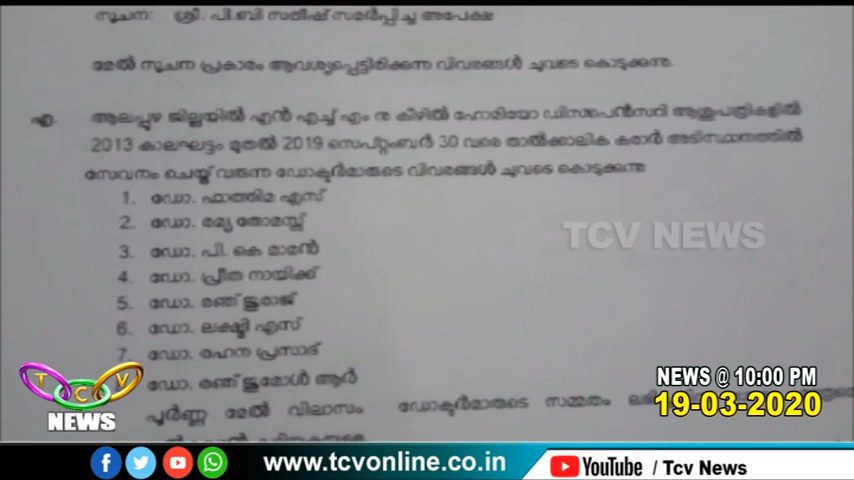 സൂചന: ശ്രീ. പി.ബി സതീഷ് സമർപ്പിച്ച അപേക്ഷ
മേൽ സൂചന പ്രകാരം ആവശ്യപ്പെട്ടിരിക്കുന്ന വിവരങ്ങൾ ചുവടെ കൊടുക്കുന്നു.
എ. ആലപ്പുഴ ജില്ലയിൽ എൻ എച്ച് എം നു കീഴിൽ ഹോമിയോ ഡിസ്പെൻസറി ആശുപത്രികളിൽ
2013 കാലഘട്ടം മുതൽ 2019 സെപ്റ്റംബർ 30 വരെ താൽക്കാലിക കരാർ അടിസ്ഥാനത്തിൽ
സേവനം ചെയ്ത് വരുന്ന ഡോക്ടർമാരുടെ വിവരങ്ങൾ ചുവടെ കൊടുക്കുന്നു
1. ഡോ. ഫാത്തിമ എസ്
2. ഡോ. രമ്യ തോമസ്സ്
3. ഡോ. പി. കെ മാമൻ
4. ഡോ. പ്രീത നായിക്ക്
5. ഡോ. രഞ്ജുരാജ്
6. ഡോ. ലക്ഷ്മി എസ്
7. ഡോ. രഹന പ്രസാദ്
ഡോ. രഞ്ജുമോൾ ആർ
പൂർണ്ണ മേൽ വിലാസം ഡോക്ടർമാരുടെ സമ്മതം
TCV NEWS
TCV
NEWS
NEWS @ 10:00 PM
19-03-2020
www.tcvonline.co.in
YouTube / Tcv News